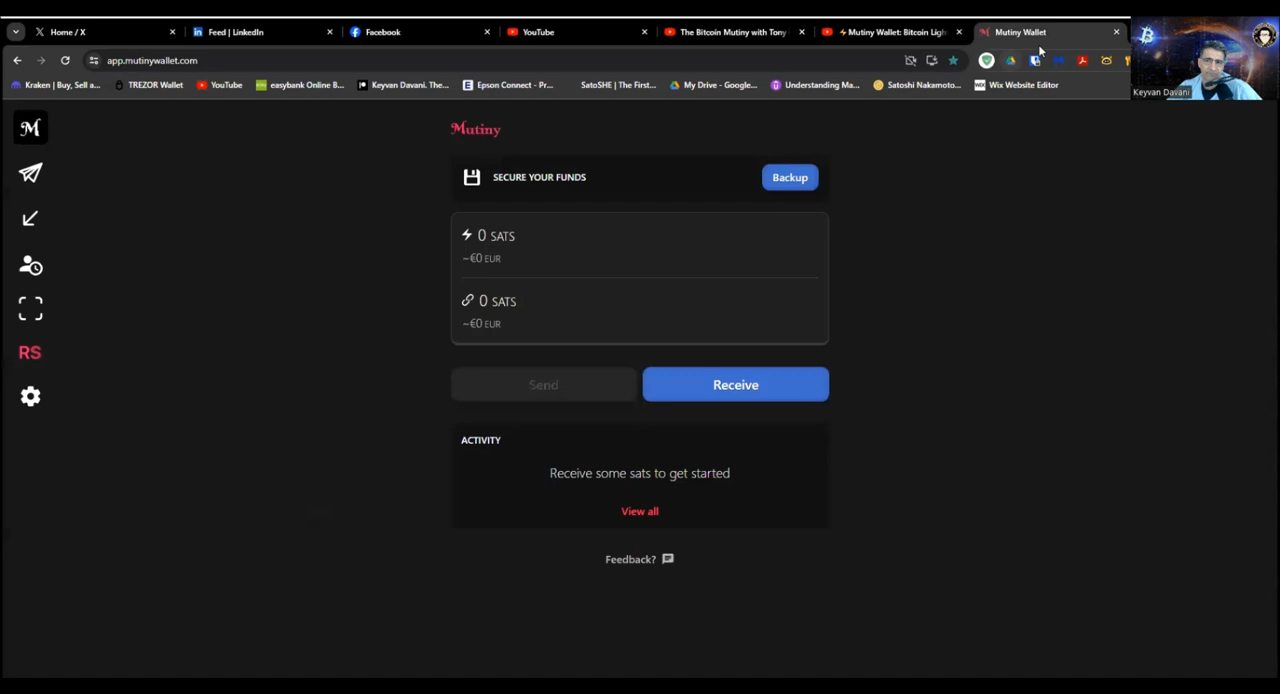 Home / X
Feed | LinkedIn
Facebook
YouTube
The Bitcoin Mutiny with Tony
⚡Mutiny Wallet: Bitcoin Ligh
Mutiny Wallet
app.mutinywallet.com
Kraken | Buy, Sell a...
TREZOR Wallet
YouTube
easybank Online B...
Keyvan Davani. The...
Epson Connect - Pr...
SatoSHE | The First...
My Drive - Google...
Understanding Ma...
Satoshi Nakamoto...
WIX
Wix Website Editor
Keyvan Davani
M
Mutiny
SECURE YOUR FUNDS
Backup
0 SATS
~€0 EUR
0 SATS
~€0 EUR
RS
Send
Receive
ACTIVITY
Receive some sats to get started
View all
Feedback?